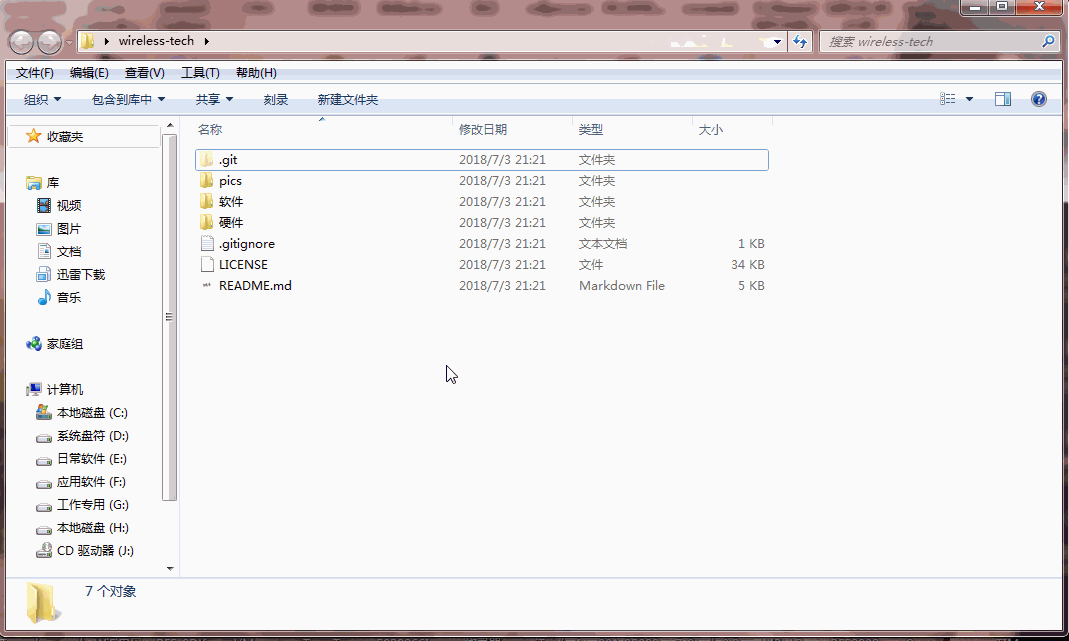 wireless-tech
搜索 wireless-tech
文件(F) 编辑(E) 查看(V) 工具(T) 帮助(H)
组织 包含到库中 共享 刻录 新建文件夹
收藏夹
库
视频
图片
文档
迅雷下载
音乐
家庭组
计算机
本地磁盘 (C:)
系统盘符 (D:)
日常软件 (E:)
应用软件 (F:)
工作专用 (G:)
本地磁盘 (H:)
CD 驱动器 (J:)
名称 修改日期 类型 大小
.git 2018/7/3 21:21 文件夹
pics 2018/7/3 21:21 文件夹
软件 2018/7/3 21:21 文件夹
硬件 2018/7/3 21:21 文件夹
.gitignore 2018/7/3 21:21 文本文档 1 KB
LICENSE 2018/7/3 21:21 文件 34 KB
README.md 2018/7/3 21:21 Markdown File 5 KB
7 个对象